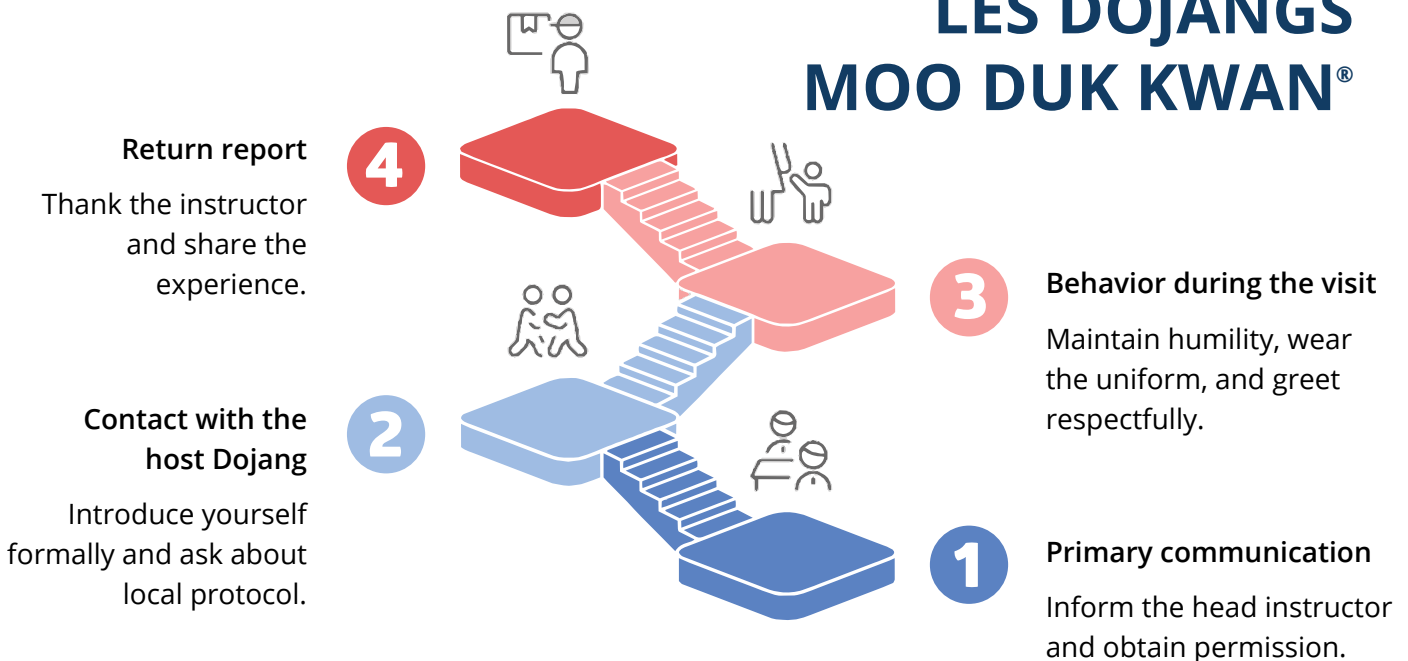 LES DOJANGS
MOO DUK KWAN®
4
Return report
Thank the instructor
and share the
experience.
3
Behavior during the visit
Maintain humility, wear
the uniform, and greet
respectfully.
2
Contact with the
host Dojang
Introduce yourself
formally and ask about
local protocol.
1
Primary communication
Inform the head instructor
and obtain permission.